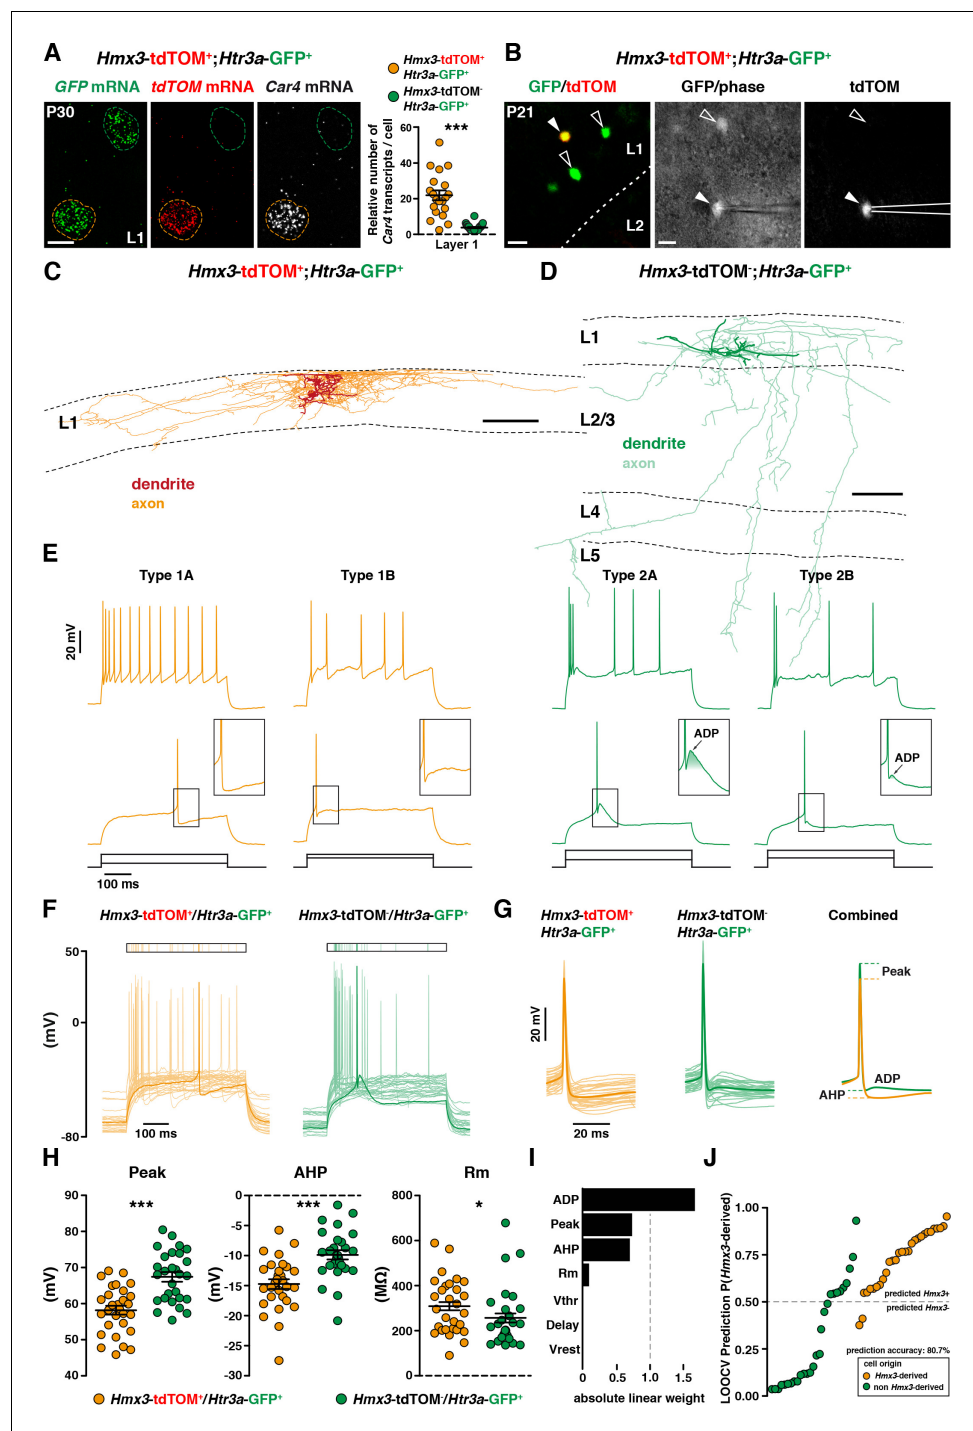 A
Hmx3-tdTOM+;Htr3a-GFP+
GFP mRNA
tdTOM mRNA
Car4 mRNA
P30
L1
Hmx3-tdTOM+
Htr3a-GFP+
Hmx3-tdTOM-
Htr3a-GFP+
Relative number of
Car4 transcripts / cell
60
40
20
0
***
Layer 1
B
Hmx3-tdTOM+;Htr3a-GFP+
GFP/tdTOM
GFP/phase
tdTOM
P21
L1
L2
C
Hmx3-tdTOM+;Htr3a-GFP+
L1
dendrite
axon
D
Hmx3-tdTOM-;Htr3a-GFP+
L1
L2/3
dendrite
axon
L4
L5
E
Type 1A
Type 1B
Type 2A
Type 2B
20 mV
ADP
ADP
100 ms
F
Hmx3-tdTOM+/Htr3a-GFP+
Hmx3-tdTOM-/Htr3a-GFP+
50
0
-80
(mV)
100 ms
G
Hmx3-tdTOM+
Htr3a-GFP+
Hmx3-tdTOM-
Htr3a-GFP+
Combined
20 mV
20 ms
Peak
ADP
AHP
H
Peak
(mV)
90
80
70
60
50
40
***
AHP
(mV)
0
-5
-10
-15
-20
-25
-30
***
Rm
(MΩ)
800
600
400
200
0
*
Hmx3-tdTOM+/Htr3a-GFP+
Hmx3-tdTOM-/Htr3a-GFP+
I
ADP
Peak
AHP
Rm
Vthr
Delay
Vrest
0
0.5
1.0
1.5
absolute linear weight
J
LOOCV Prediction P(Hmx3-derived)
1.00
0.75
0.50
0.25
0.00
predicted Hmx3+
predicted Hmx3-
prediction accuracy: 80.7%
cell origin
Hmx3-derived
non Hmx3-derived